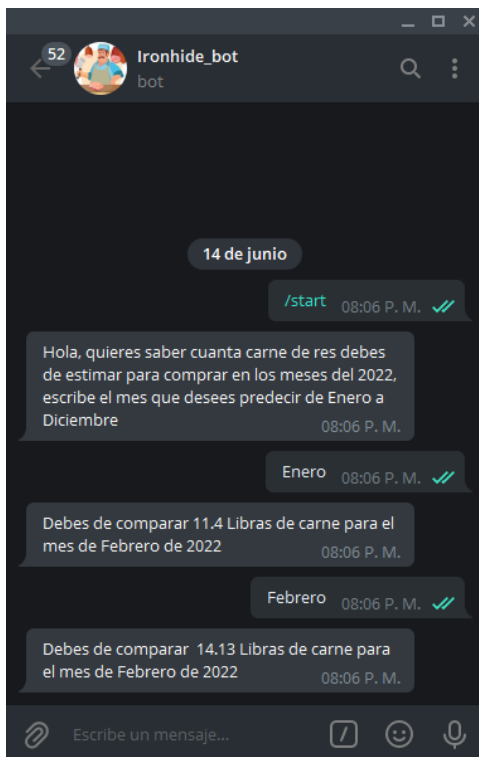 52
Ironhide_bot
bot
14 de junio
/start 08:06 P. M.
Hola, quieres saber cuanta carne de res debes
de estimar para comprar en los meses del 2022,
escribe el mes que desees predecir de Enero a
Diciembre 08:06 P. M.
Enero 08:06 P. M.
Debes de comparar 11.4 Libras de carne para el
mes de Febrero de 2022 08:06 P. M.
Febrero 08:06 P. M.
Debes de comparar  14.13 Libras de carne para
el mes de Febrero de 2022 08:06 P. M.
Escribe un mensaje...